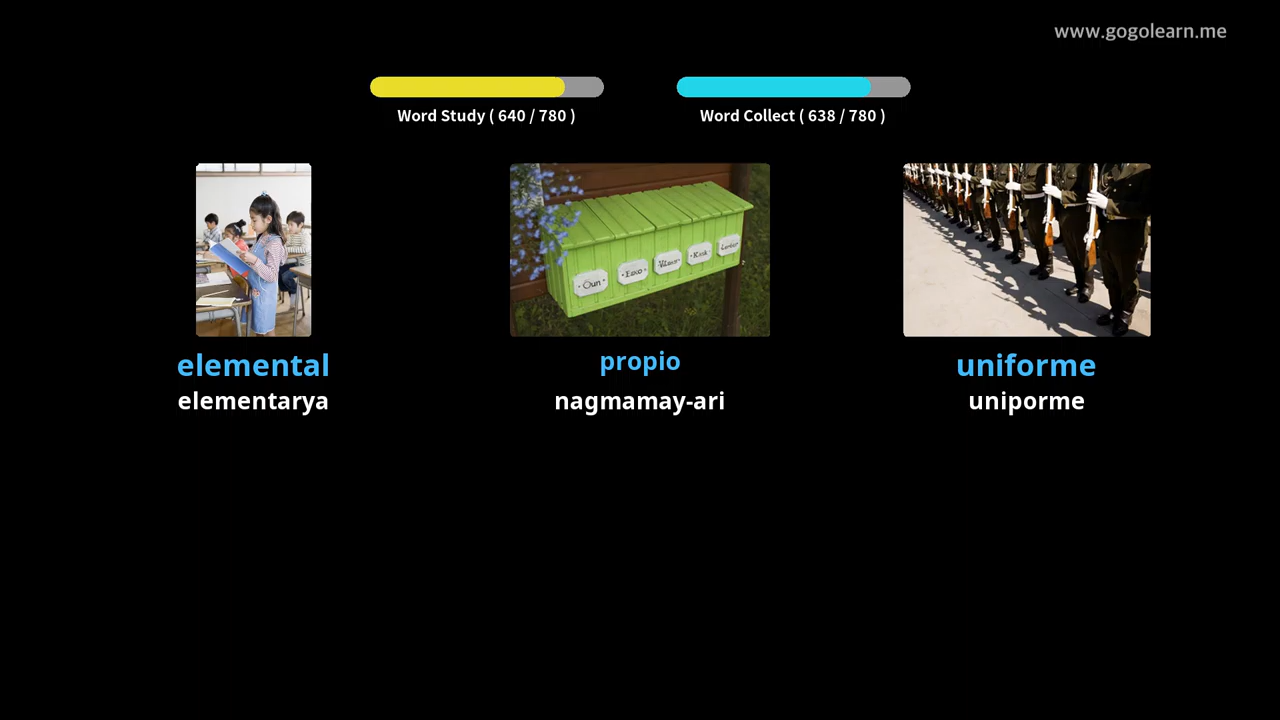 www.gogolearn.me
Word Study ( 640 / 780 )
Word Collect ( 638 / 780 )
elemental
elementarya
propio
nagmamay-ari
uniforme
uniporme